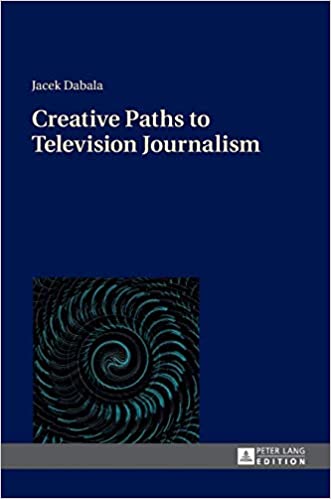 Jacek Dabala
Creative Paths to
Television Journalism
PETER LANG
EDITION